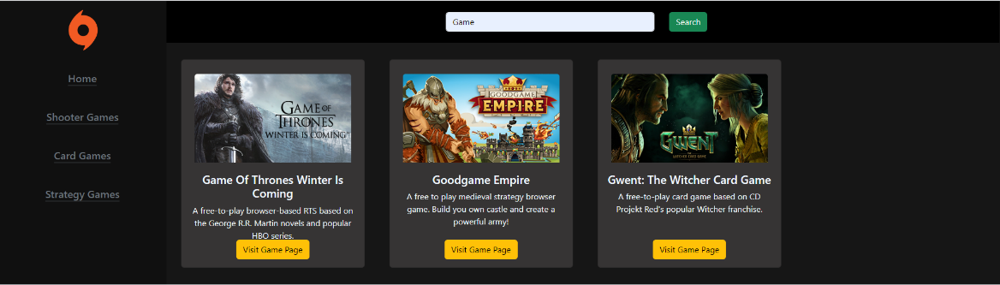 Game
Search
Home
Shooter Games
Card Games
Strategy Games
GAME OF
THRONES
WINTER IS COMING
Game Of Thrones Winter Is
Coming
A free-to-play browser-based RTS based on
the George R.R. Martin novels and popular
HBO series.
Visit Game Page
GOODGAME
EMPIRE
Goodgame Empire
A free to play medieval strategy browser
game. Build you own castle and create a
powerful army!
Visit Game Page
GWENT
THE WITCHER CARD GAME
Gwent: The Witcher Card Game
A free-to-play card game based on CD
Projekt Red's popular Witcher franchise.
Visit Game Page